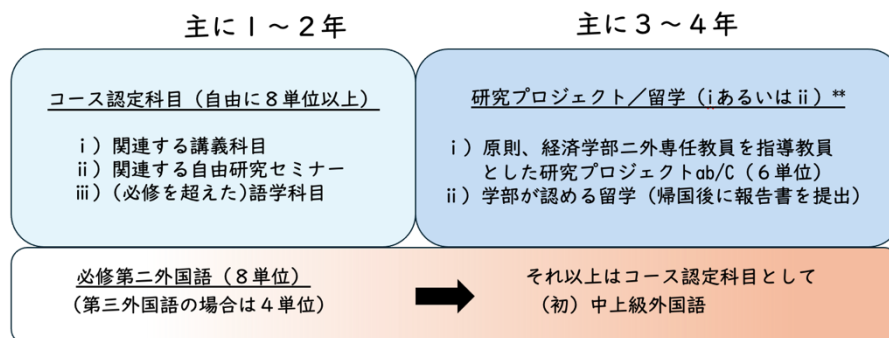 主に1～2年
主に3～4年
コース認定科目（自由に8単位以上）
ⅰ）関連する講義科目
ⅱ）関連する自由研究セミナー
ⅲ）(必修を超えた)語学科目
研究プロジェクト／留学（ⅰあるいはⅱ）**
ⅰ）原則、経済学部二外専任教員を指導教員
とした研究プロジェクトab/C（6単位）
ⅱ）学部が認める留学（帰国後に報告書を提出）
必修第二外国語（8単位）
（第三外国語の場合は4単位）
それ以上はコース認定科目として
（初）中上級外国語